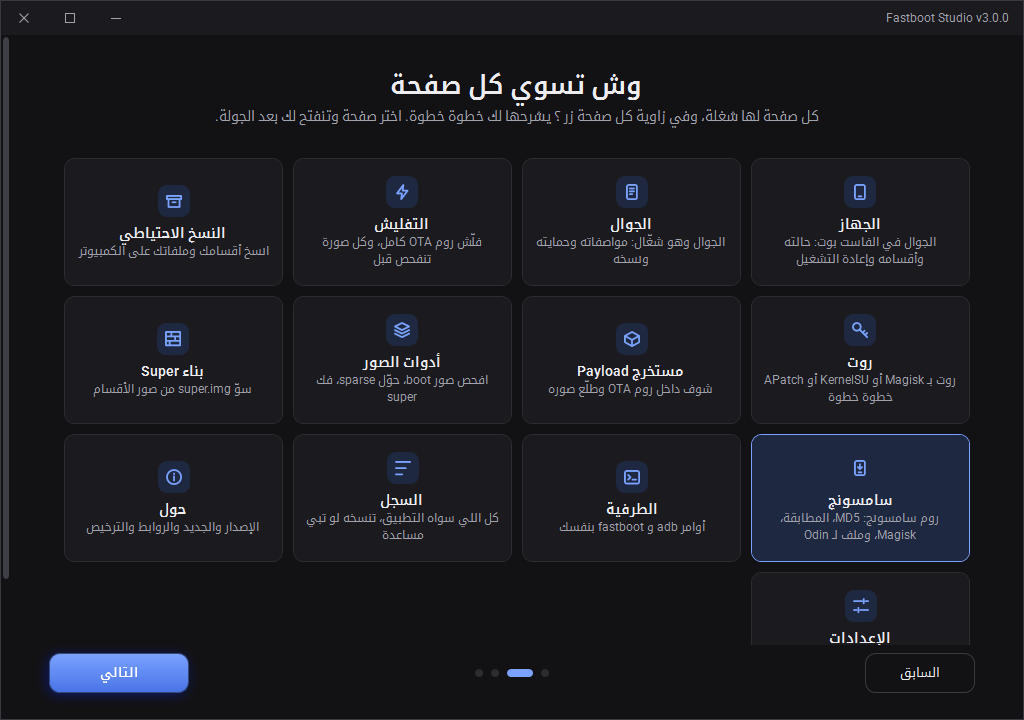 Fastboot Studio v3.0.0
وش تسوي كل صفحة
كل صفحة لها شغلة، وفي زاوية كل صفحة زر ؟ يشرحها لك خطوة خطوة. اختر صفحة وتنفتح لك بعد الجولة.
الجهاز
الجوال في الفاست بوت: حالته
وأقسامه وإعادة التشغيل
الجوال
الجوال وهو شغّال: مواصفاته وحمايته
ونسخه
التفليش
فلّش روم OTA كامل، وكل صورة
تنفحص قبل
النسخ الاحتياطي
انسخ أقسامك وملفاتك على الكمبيوتر
روت
روت بـ Magisk أو KernelSU أو APatch
خطوة خطوة
مستخرج Payload
شوف داخل روم OTA وطلّع صوره
أدوات الصور
افحص صور boot، حوّل sparse، فك
super
بناء Super
سوّ super.img من صور الأقسام
سامسونج
روم سامسونج: MD5، المطابقة،
Magisk، وملف لـ Odin
الطرفية
أوامر adb و fastboot بنفسك
السجل
كل اللي سواه التطبيق، تنسخه لو تبي
مساعدة
حول
الإصدار والجديد والروابط والترخيص
الإعدادات
السابق
التالي